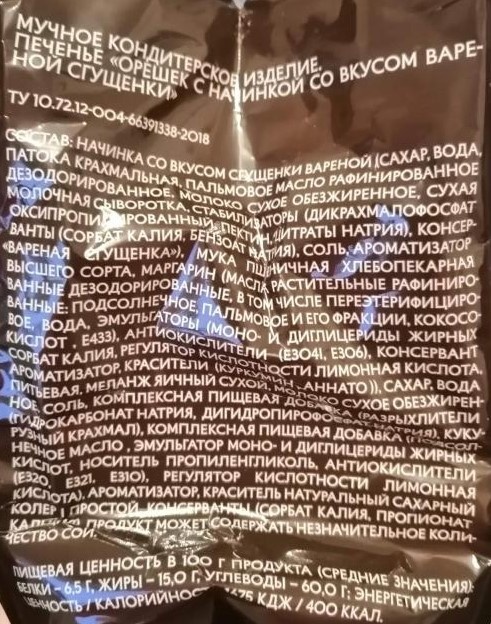 МУЧНОЕ КОНДИТЕРСКОЕ ИЗДЕЛИЕ.
ПЕЧЕНЬЕ «ОРЕШЕК С НАЧИНКОЙ СО ВКУСОМ ВАРЕ-
НОЙ СГУЩЕНКИ»
ТУ 10.72.12-004-66391338-2018
СОСТАВ: НАЧИНКА СО ВКУСОМ СГУЩЕНКИ ВАРЕНОЙ (САХАР, ВОДА,
ПАТОКА КРАХМАЛЬНАЯ, ПАЛЬМОВОЕ МАСЛО РАФИНИРОВАННОЕ
ДЕЗОДОРИРОВАННОЕ, МОЛОКО СУХОЕ ОБЕЗЖИРЕННОЕ, СУХАЯ
МОЛОЧНАЯ СЫВОРОТКА, СТАБИЛИЗАТОРЫ (ДИКРАХМАЛОФОСФАТ
ОКСИПРОПИЛИРОВАННЫЙ, ПЕКТИН, ЦИТРАТЫ НАТРИЯ), КОНСЕР-
ВАНТЫ (СОРБАТ КАЛИЯ, БЕНЗОАТ НАТРИЯ), СОЛЬ, АРОМАТИЗАТОР
«ВАРЕНАЯ СГУЩЕНКА»), МУКА ПШЕНИЧНАЯ ХЛЕБОПЕКАРНАЯ
ВЫСШЕГО СОРТА, МАРГАРИН (МАСЛА РАСТИТЕЛЬНЫЕ РАФИНИРО-
ВАННЫЕ ДЕЗОДОРИРОВАННЫЕ, В ТОМ ЧИСЛЕ ПЕРЕЭТЕРИФИЦИРО-
ВАННЫЕ: ПОДСОЛНЕЧНОЕ, ПАЛЬМОВОЕ И ЕГО ФРАКЦИИ, КОКОСО-
ВОЕ, ВОДА, ЭМУЛЬГАТОРЫ (МОНО- И ДИГЛИЦЕРИДЫ ЖИРНЫХ
КИСЛОТ, Е433), АНТИОКИСЛИТЕЛИ (Е304I, Е306), КОНСЕРВАНТ
СОРБАТ КАЛИЯ, РЕГУЛЯТОР КИСЛОТНОСТИ ЛИМОННАЯ КИСЛОТА,
АРОМАТИЗАТОР, КРАСИТЕЛИ (КУРКУМИН, АННАТО)), САХАР, ВОДА
ПИТЬЕВАЯ, МЕЛАНЖ ЯИЧНЫЙ СУХОЙ, МОЛОКО СУХОЕ ОБЕЗЖИРЕН-
НОЕ, СОЛЬ, КОМПЛЕКСНАЯ ПИЩЕВАЯ ДОБАВКА (РАЗРЫХЛИТЕЛИ
(ГИДРОКАРБОНАТ НАТРИЯ, ДИГИДРОПИРОФОСФАТ НАТРИЯ), КУКУ-
РУЗНЫЙ КРАХМАЛ), КОМПЛЕКСНАЯ ПИЩЕВАЯ ДОБАВКА (ПОДСОЛ-
НЕЧНОЕ МАСЛО, ЭМУЛЬГАТОР МОНО- И ДИГЛИЦЕРИДЫ ЖИРНЫХ
КИСЛОТ, НОСИТЕЛЬ ПРОПИЛЕНГЛИКОЛЬ, АНТИОКИСЛИТЕЛИ
(Е320, Е321, Е310), РЕГУЛЯТОР КИСЛОТНОСТИ ЛИМОННАЯ
КИСЛОТА), АРОМАТИЗАТОР, КРАСИТЕЛЬ НАТУРАЛЬНЫЙ САХАРНЫЙ
КОЛЕР I ПРОСТОЙ, КОНСЕРВАНТЫ (СОРБАТ КАЛИЯ, ПРОПИОНАТ
КАЛЬЦИЯ). ПРОДУКТ МОЖЕТ СОДЕРЖАТЬ НЕЗНАЧИТЕЛЬНОЕ КОЛИ-
ЧЕСТВО СОИ.
ПИЩЕВАЯ ЦЕННОСТЬ В 100 Г ПРОДУКТА (СРЕДНИЕ ЗНАЧЕНИЯ):
БЕЛКИ – 6,5 Г, ЖИРЫ – 15,0 Г, УГЛЕВОДЫ – 60,0 Г; ЭНЕРГЕТИЧЕСКАЯ
ЦЕННОСТЬ / КАЛОРИЙНОСТЬ 1675 КДЖ / 400 ККАЛ.